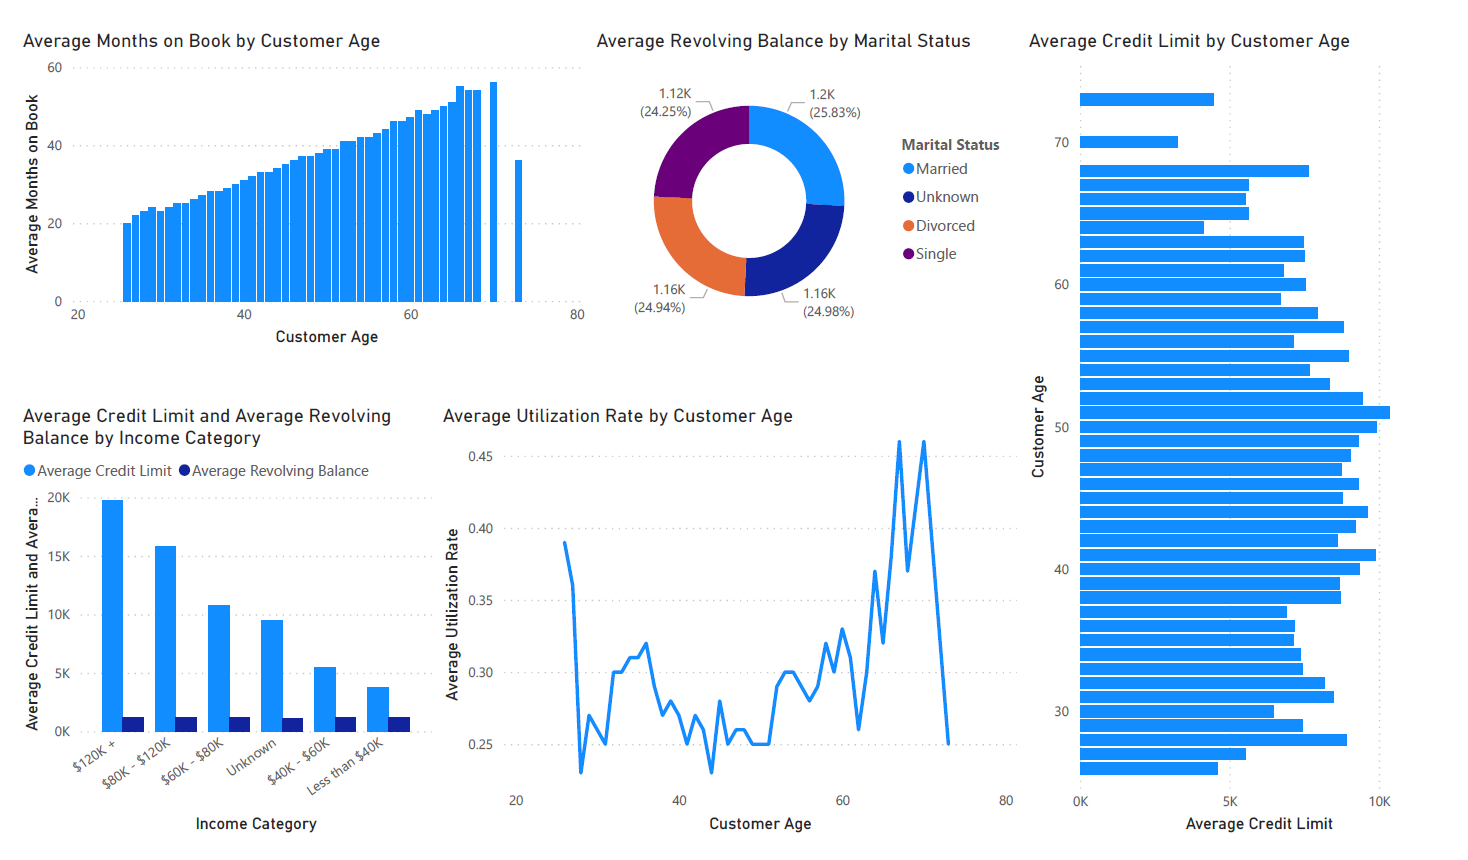 Average Months on Book by Customer Age
Average Months on Book
60
40
20
0
20
40
60
80
Customer Age
Average Revolving Balance by Marital Status
1.12K
(24.25%)
1.2K
(25.83%)
1.16K
(24.94%)
1.16K
(24.98%)
Marital Status
Married
Unknown
Divorced
Single
Average Credit Limit by Customer Age
Customer Age
70
60
50
40
30
0K
5K
10K
Average Credit Limit
Average Credit Limit and Average Revolving
Balance by Income Category
Average Credit Limit
Average Revolving Balance
Average Credit Limit and Avera...
20K
15K
10K
5K
0K
$120K +
$80K - $120K
$60K - $80K
Unknown
$40K - $60K
Less than $40K
Income Category
Average Utilization Rate by Customer Age
Average Utilization Rate
0.45
0.40
0.35
0.30
0.25
20
40
60
80
Customer Age